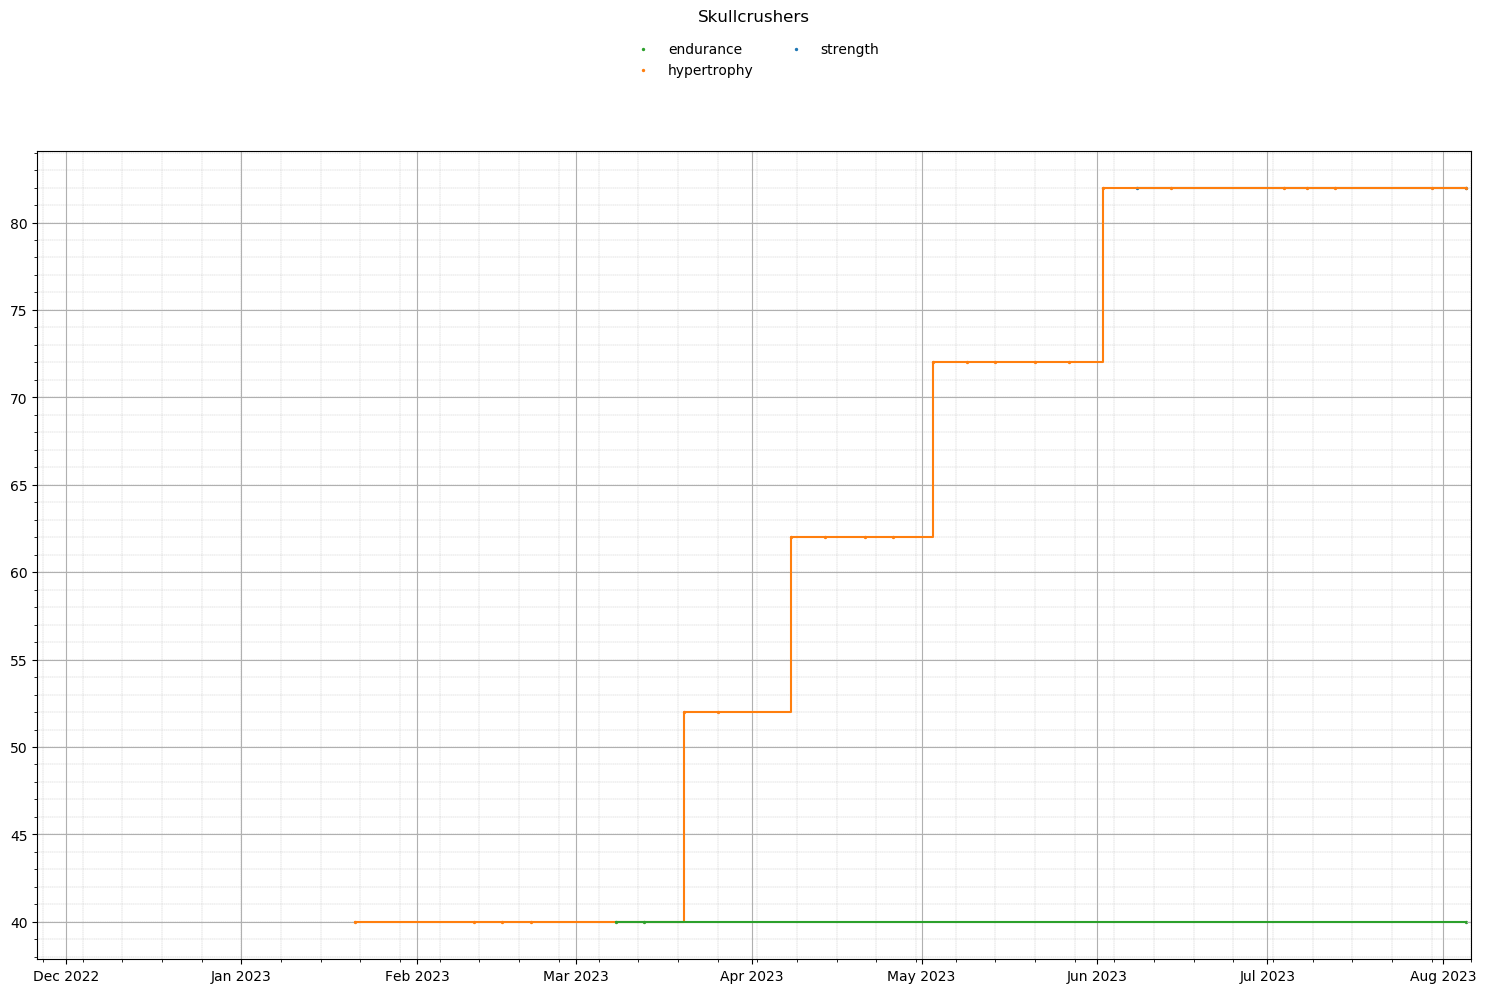 Skullcrushers
endurance
strength
hypertrophy
80
75
70
65
60
55
50
45
40
Dec 2022
Jan 2023
Feb 2023
Mar 2023
Apr 2023
May 2023
Jun 2023
Jul 2023
Aug 2023